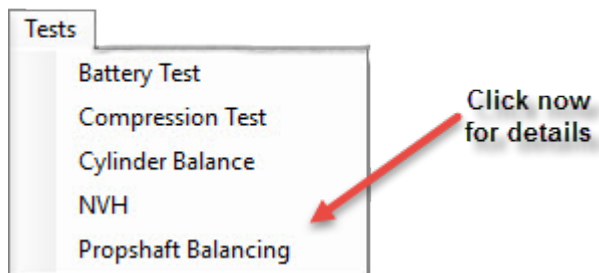 Tests
Battery Test
Compression Test
Cylinder Balance
NVH
Propshaft Balancing
Click now
for details